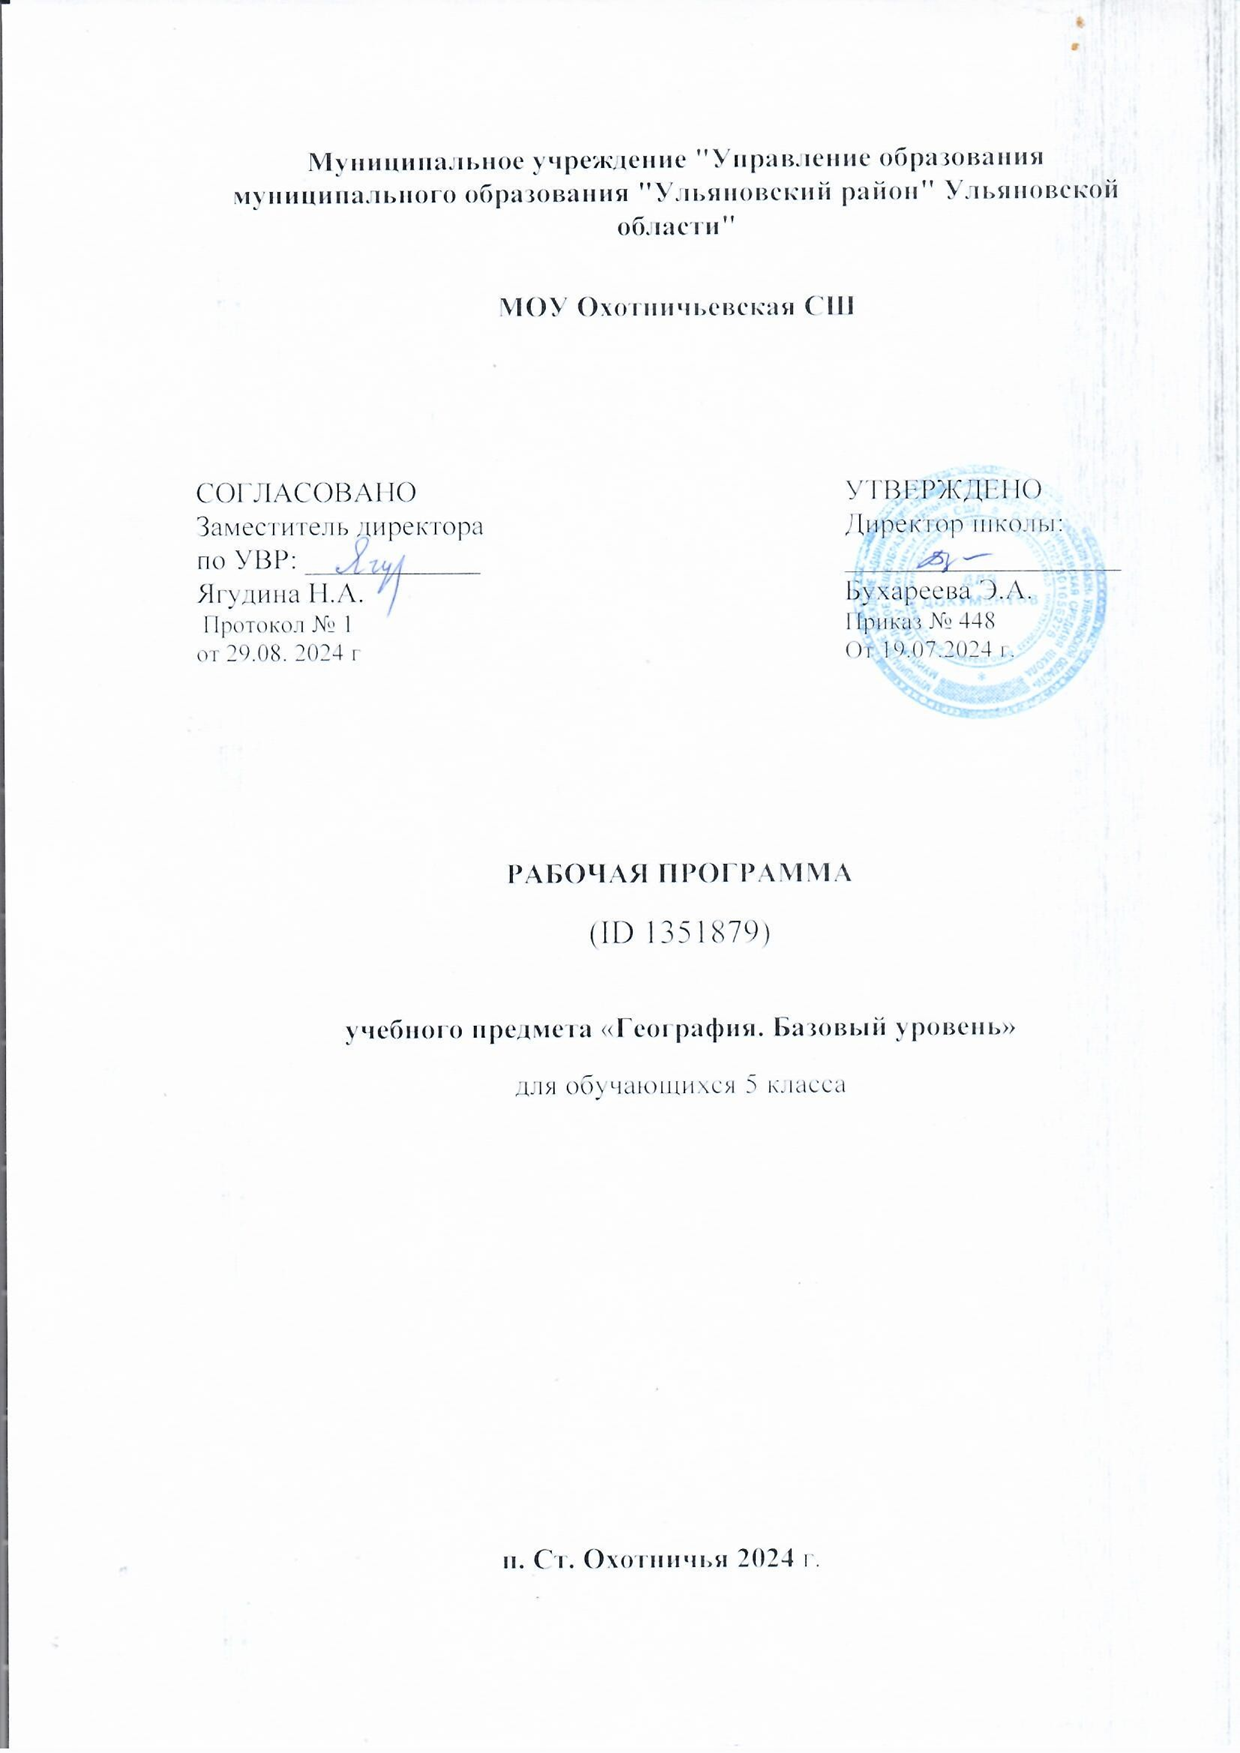 Муниципальное учреждение "Управление образования
муниципального образования "Ульяновский район" Ульяновской
области"
МОУ Охотничьевская СШ
СОГЛАСОВАНО
Заместитель директора
по УВР:
Ягудина Н.А.
Протокол № 1
от 29.08. 2024 г
УТВЕРЖДЕНО
Директор школы:
Бухареева Э.А.
Приказ № 448
От 19.07.2024 г.
ДЛЯ
ДОКУМЕНТОВ
РАБОЧАЯ ПРОГРАММА
(ID 1351879)
учебного предмета «География. Базовый уровень»
для обучающихся 5 класса
п. Ст. Охотничья 2024 г.